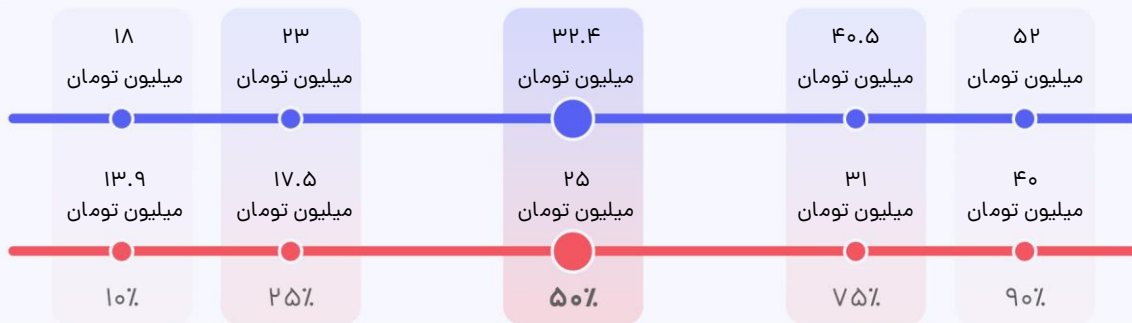 ۱۸
میلیون تومان
۲۳
میلیون تومان
۳۲.۴
میلیون تومان
۴۰.۵
میلیون تومان
۵۲
میلیون تومان
۱۳.۹
میلیون تومان
۱۷.۵
میلیون تومان
۲۵
میلیون تومان
۳۱
میلیون تومان
۴۰
میلیون تومان
۱۰٪
۲۵٪
۵۰٪
۷۵٪
۹۰٪